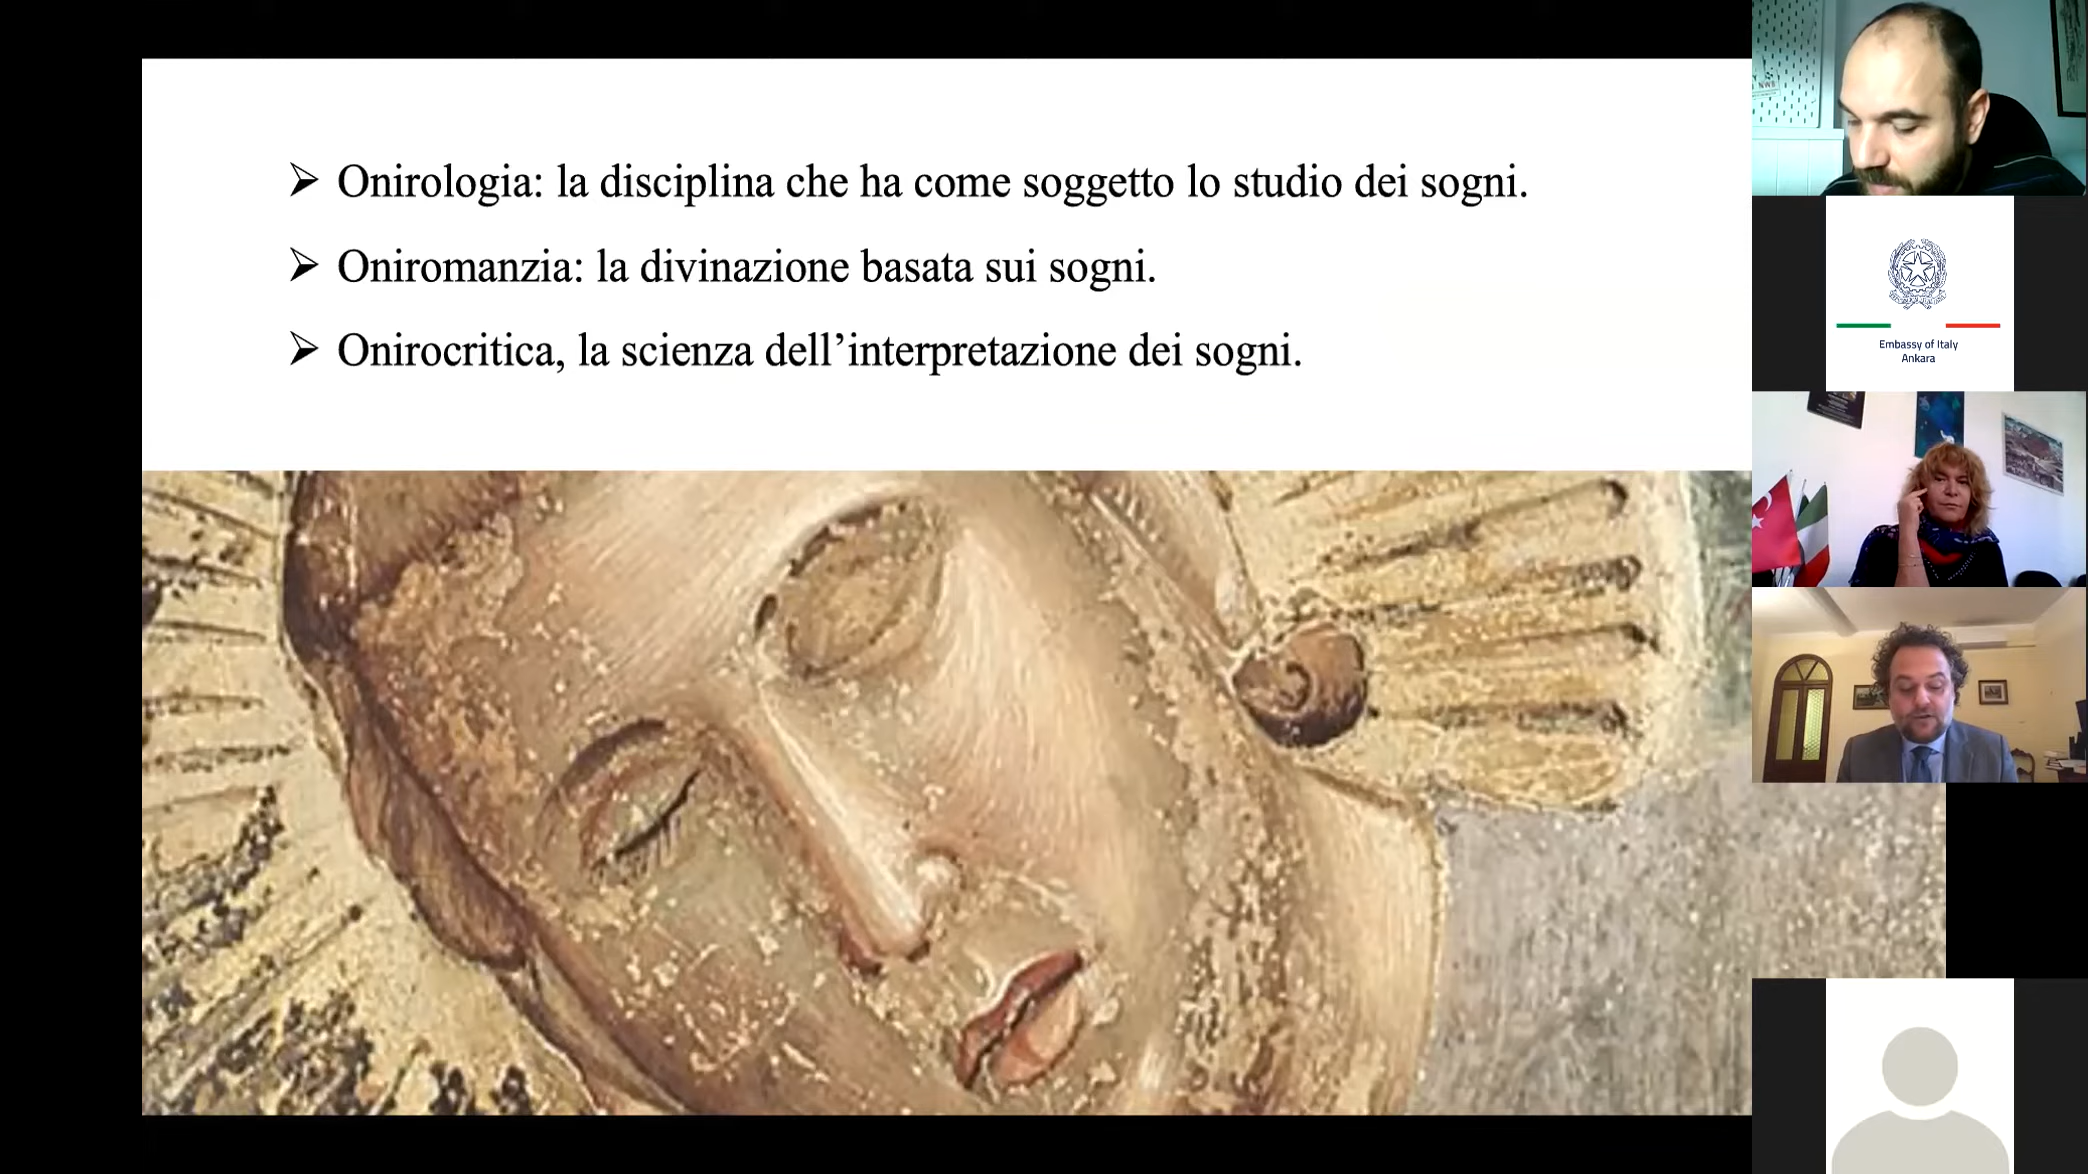 Onirologia: la disciplina che ha come soggetto lo studio dei sogni.
Oniromanzia: la divinazione basata sui sogni.
Onirocritica, la scienza dell’interpretazione dei sogni.
Embassy of Italy
Ankara